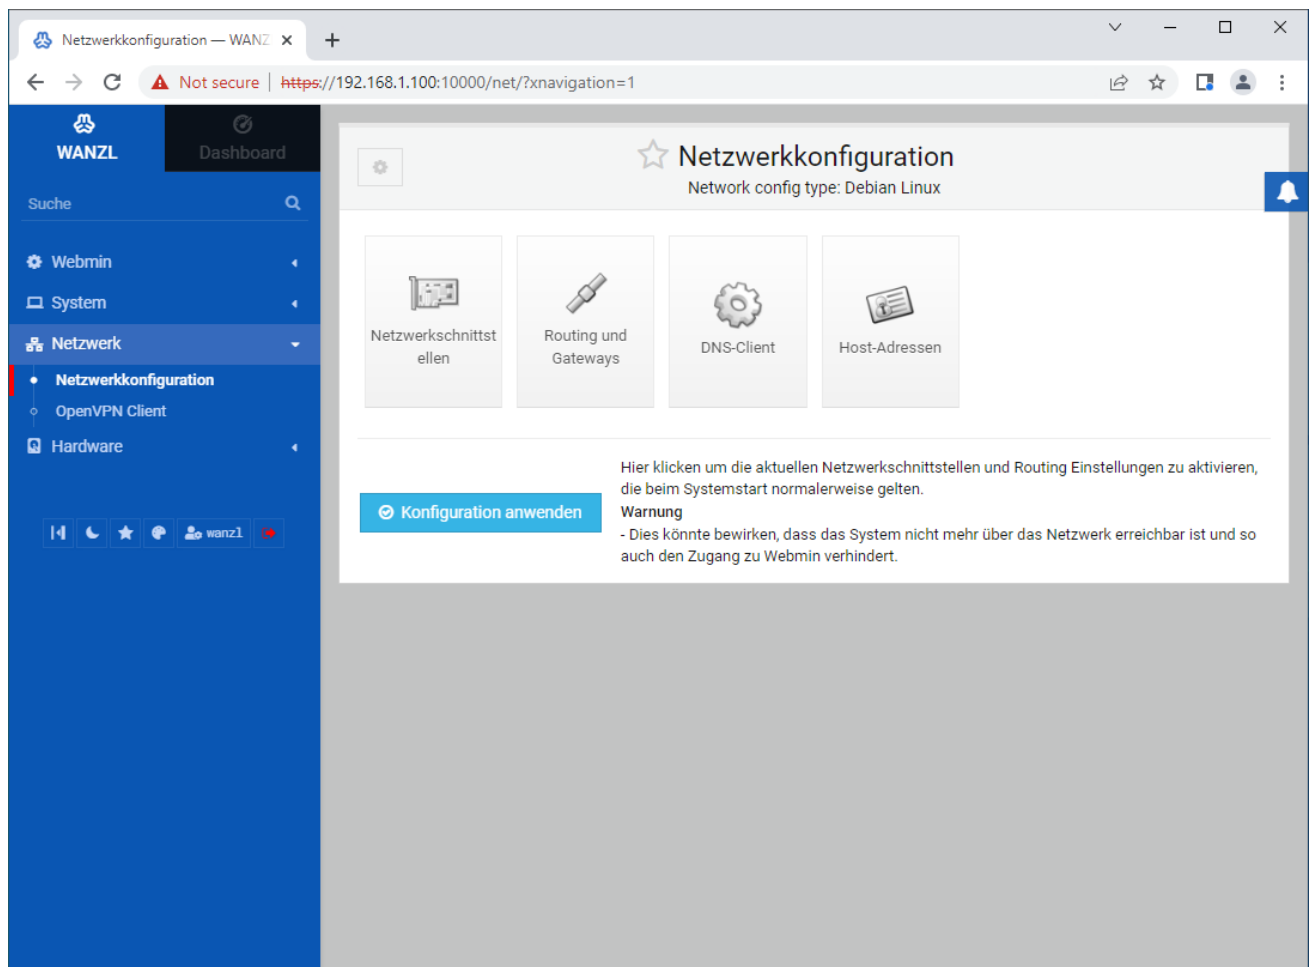 Netzwerkkonfiguration — WANZ
Not secure | https://192.168.1.100:10000/net/?xnavigation=1
WANZL
Dashboard
Suche
Webmin
System
Netzwerk
Netzwerkkonfiguration
OpenVPN Client
Hardware
wanzl
Netzwerkkonfiguration
Network config type: Debian Linux
Netzwerkschnittst
ellen
Routing und
Gateways
DNS-Client
Host-Adressen
Konfiguration anwenden
Hier klicken um die aktuellen Netzwerkschnittstellen und Routing Einstellungen zu aktivieren,
die beim Systemstart normalerweise gelten.
Warnung
- Dies könnte bewirken, dass das System nicht mehr über das Netzwerk erreichbar ist und so
auch den Zugang zu Webmin verhindert.